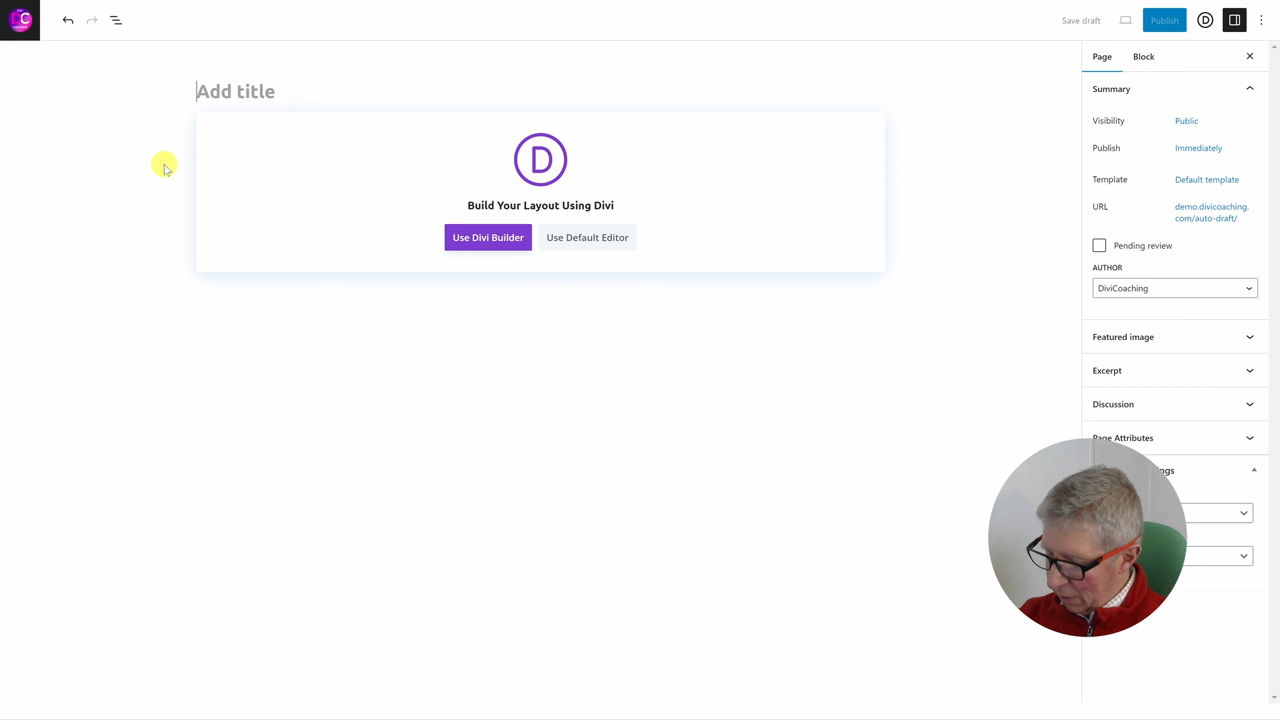 DC
Save draft
Publish
D
Page
Block
Add title
Summary
Visibility
Public
Publish
Immediately
Template
Default template
URL
demo.divicoaching.
com/auto-draft/
Pending review
AUTHOR
DiviCoaching
D
Build Your Layout Using Divi
Use Divi Builder
Use Default Editor
Featured image
Excerpt
Discussion
Page Attributes